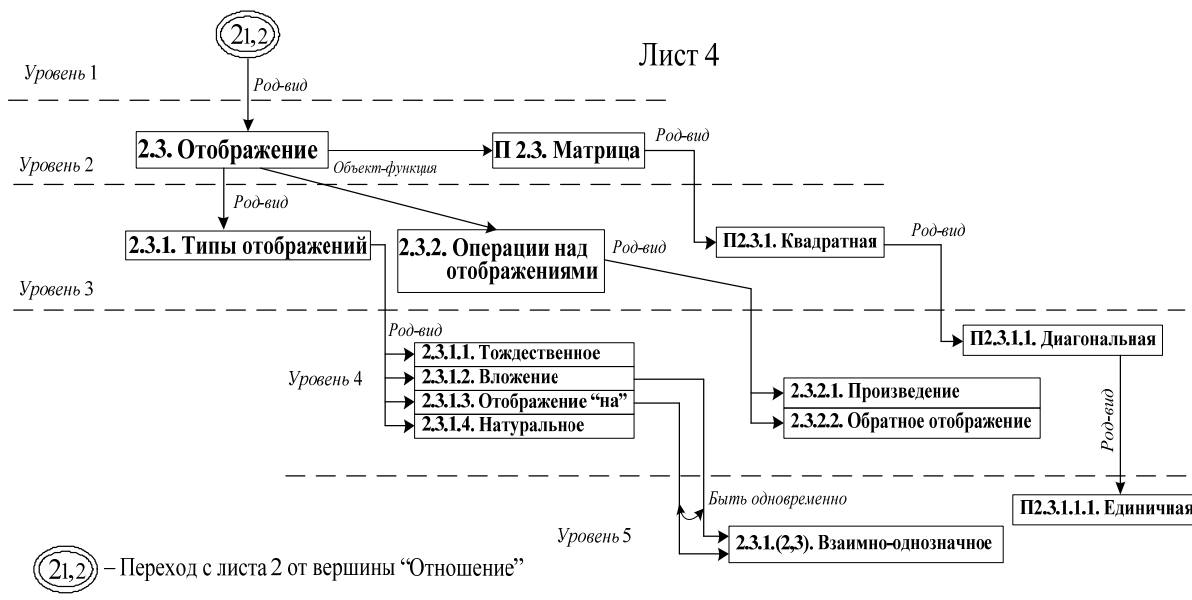 21,2
Лист 4
Уровень 1
Род-вид
2.3. Отображение
П 2.3. Матрица
Род-вид
Уровень 2
Объект-функция
Род-вид
2.3.1. Типы отображений
2.3.2. Операции над
отображениями
Род-вид
П2.3.1. Квадратная
Род-вид
Уровень 3
Род-вид
П2.3.1.1. Диагональная
2.3.1.1. Тождественное
Уровень 4
2.3.1.2. Вложение
2.3.1.3. Отображение “на”
2.3.1.4. Натуральное
2.3.2.1. Произведение
2.3.2.2. Обратное отображение
Род-вид
Быть одновременно
П2.3.1.1.1. Единичная
Уровень 5
2.3.1.(2,3). Взаимно-однозначное
21,2 – Переход с листа 2 от вершины “Отношение”